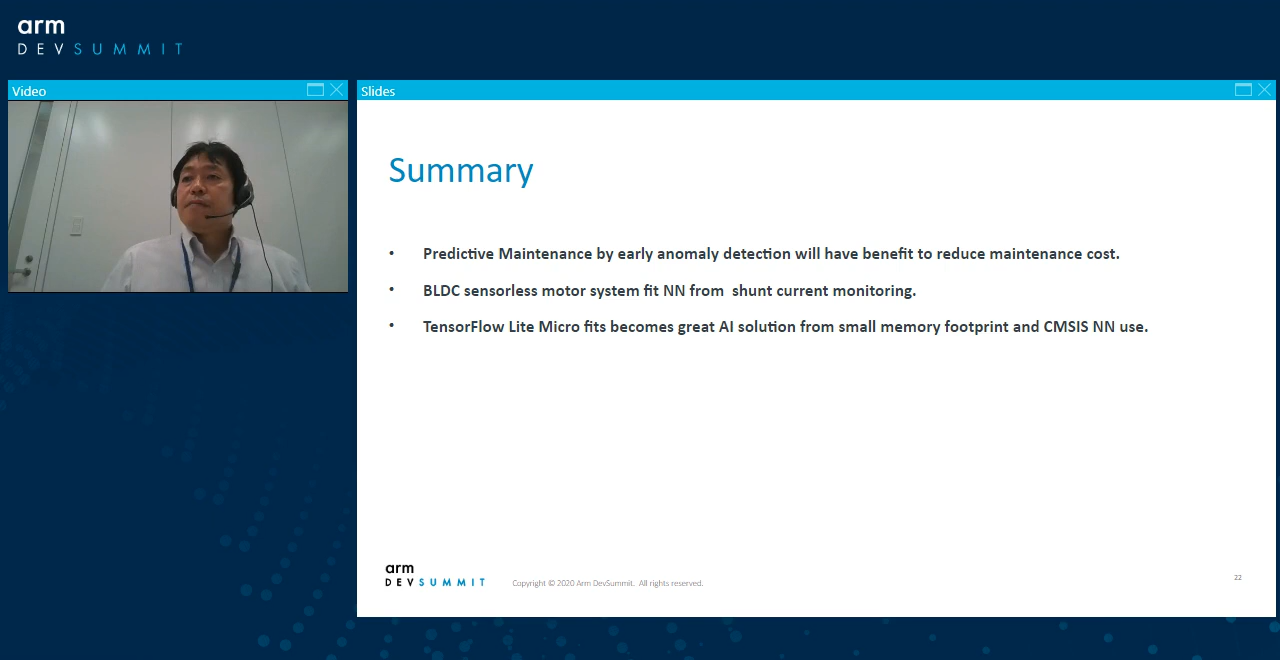 arm
DEVSUMMIT
Video
Slides
Summary
• Predictive Maintenance by early anomaly detection will have benefit to reduce maintenance cost.
• BLDC sensorless motor system fit NN from  shunt current monitoring.
• TensorFlow Lite Micro fits becomes great AI solution from small memory footprint and CMSIS NN use.
arm
DEVSUMMIT
Copyright © 2020 Arm DevSummit.  All rights reserved.
22